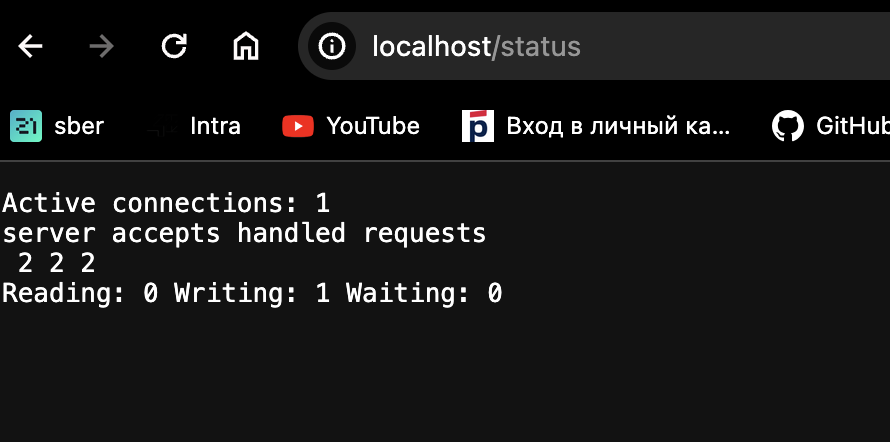 localhost/status
21 sber Intra YouTube p Вход в личный ка... GitHub
Active connections: 1
server accepts handled requests
2 2 2
Reading: 0 Writing: 1 Waiting: 0